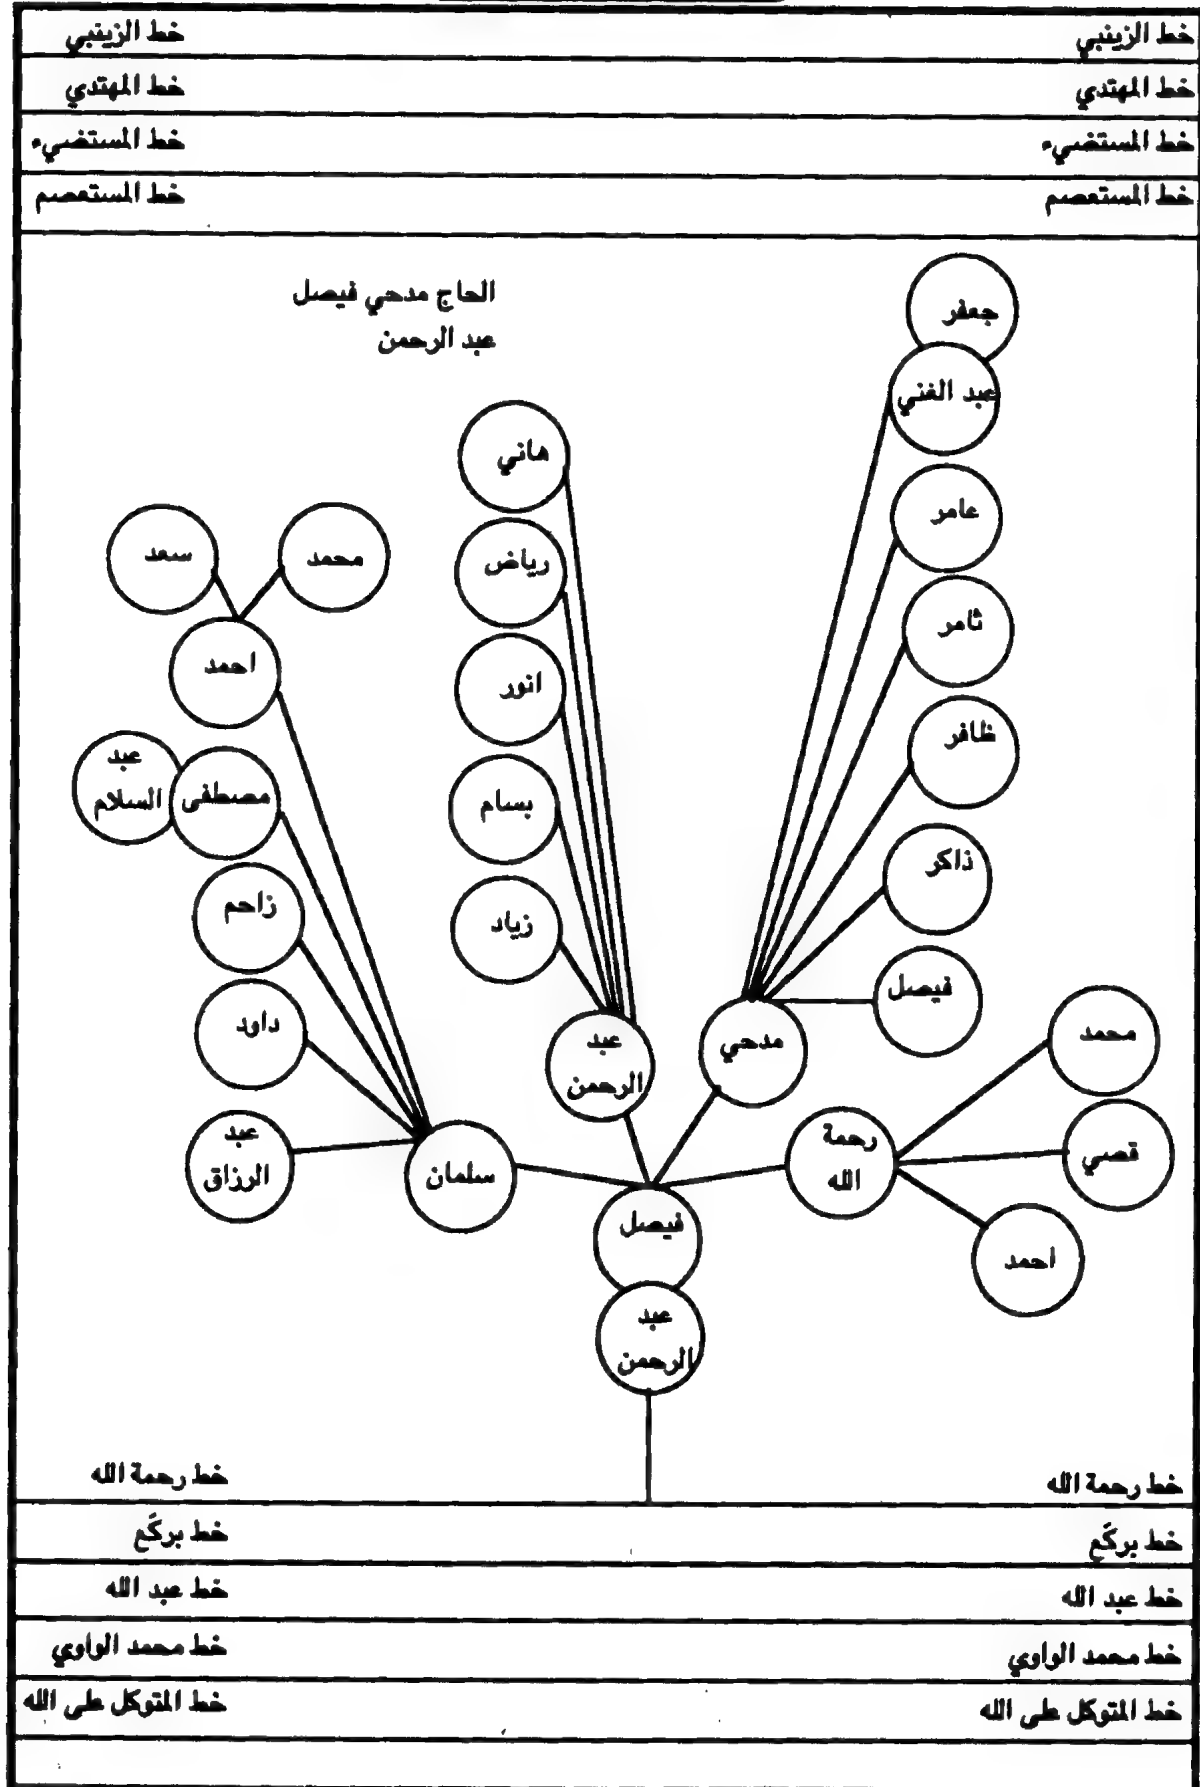 خط الزينبي
خط الزينبي
خط المهتدي
خط المهتدي
خط المستضيء
خط المستضيء
خط المستعصم
خط المستعصم
الحاج مدحي فيصل
عبد الرحمن
جعفر
عبد الغني
عامر
ثامر
ظافر
ذاكر
فيصل
مدحي
هاني
رياض
انور
بسام
زياد
عبد
الرحمن
محمد
سعد
احمد
مصطفى
عبد
السلام
زاحم
داود
عبد
الرزاق
سلمان
محمد
قصي
احمد
رحمة
الله
فيصل
عبد
الرحمن
خط رحمة الله
خط رحمة الله
خط بركَع
خط بركَع
خط عبد الله
خط عبد الله
خط محمد الواوي
خط محمد الواوي
خط المتوكل على الله
خط المتوكل على الله